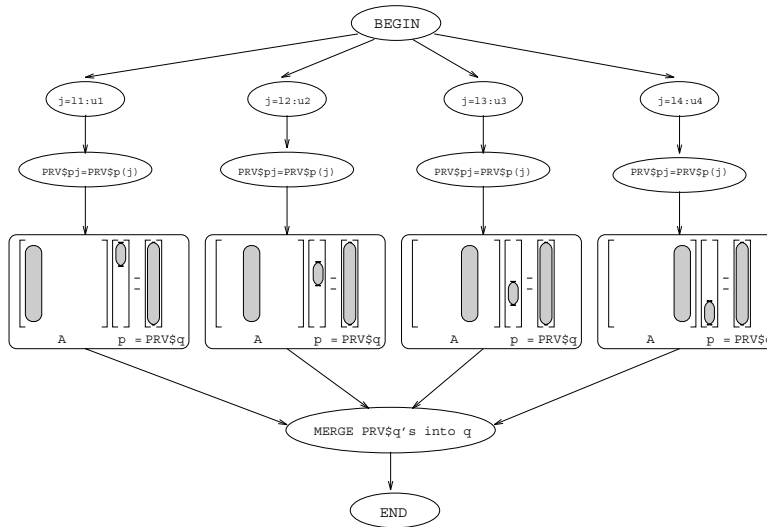 BEGIN
j=l1:u1
j=l2:u2
j=l3:u3
j=l4:u4
PRV$pj=PRV$p(j)
PRV$pj=PRV$p(j)
PRV$pj=PRV$p(j)
PRV$pj=PRV$p(j)
A p = PRV$q
A p = PRV$q
A p = PRV$q
A p = PRV$q
MERGE PRV$q's into q
END